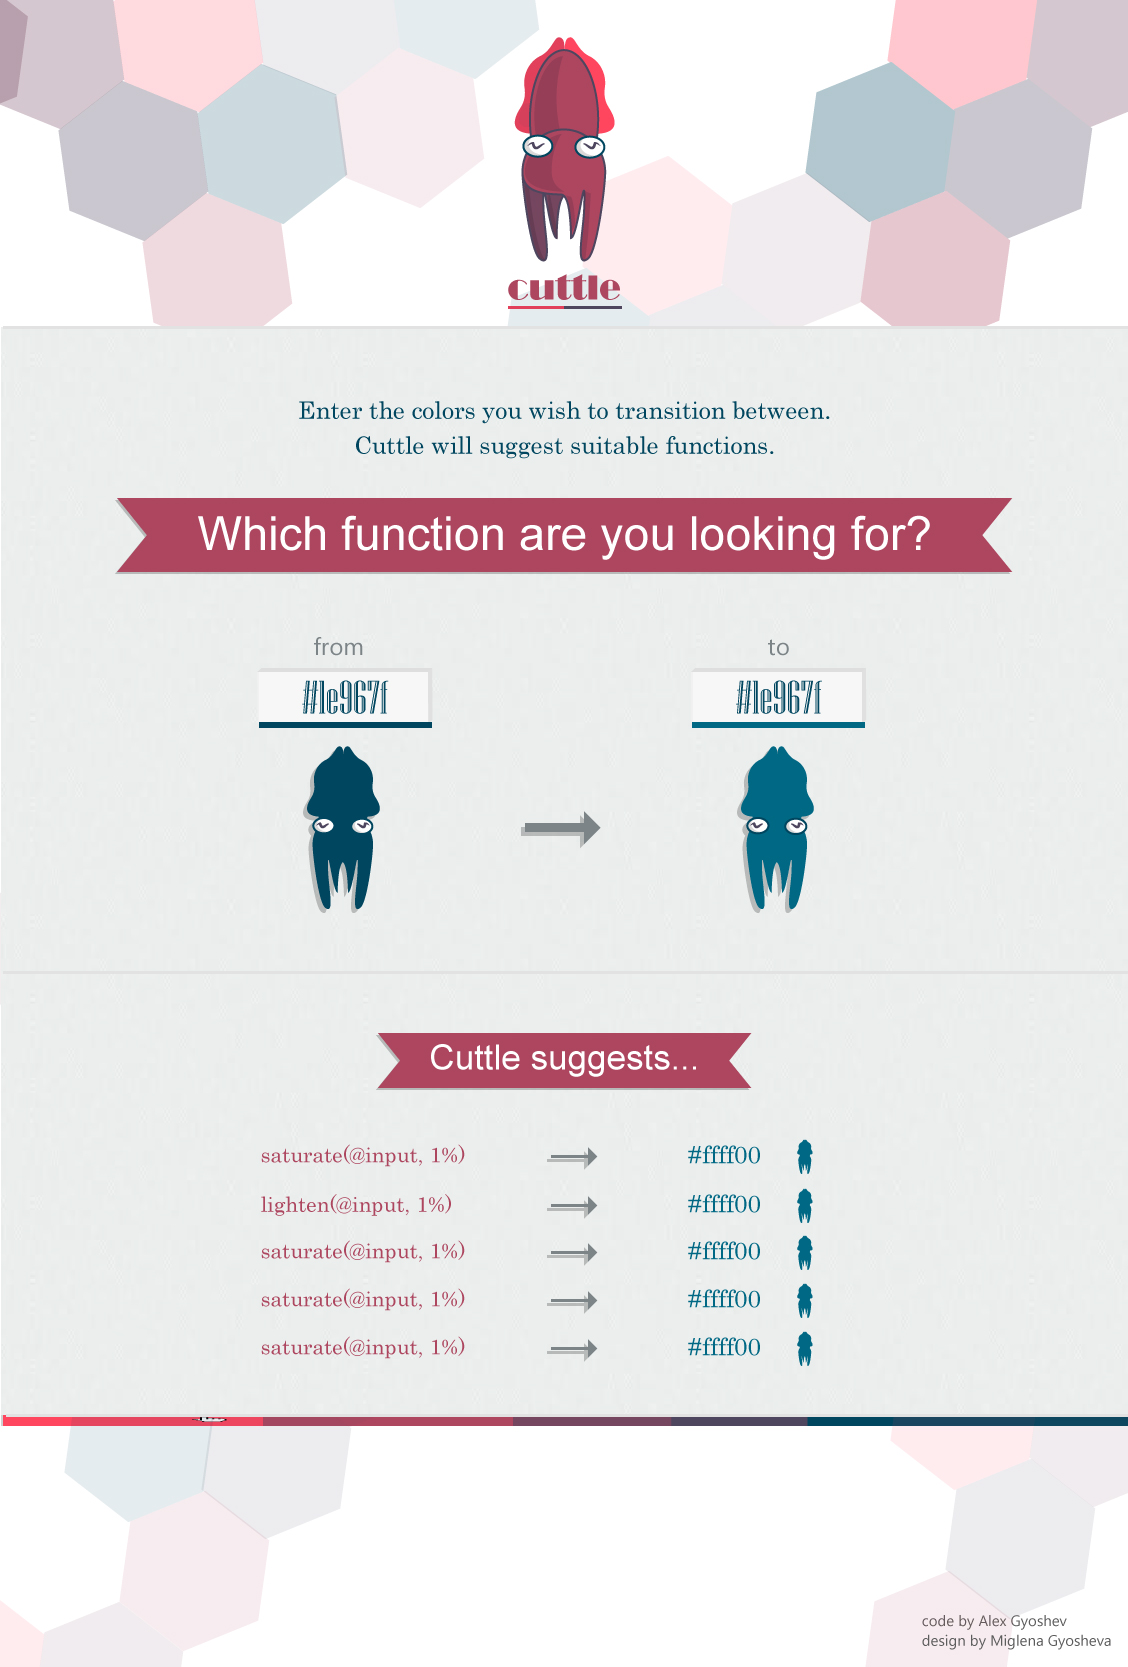 cuttle
Enter the colors you wish to transition between.
Cuttle will suggest suitable functions.
Which function are you looking for?
from to
#1e967f #1e967f
Cuttle suggests...
saturate(@input, 1%) #ffff00
lighten(@input, 1%) #ffff00
saturate(@input, 1%) #ffff00
saturate(@input, 1%) #ffff00
saturate(@input, 1%) #ffff00
code by Alex Gyoshev
design by Miglena Gyosheva